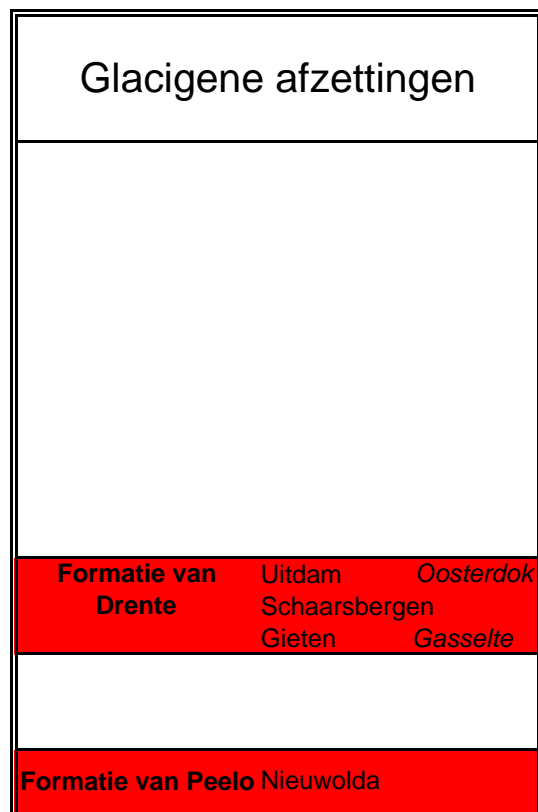 Glacigene afzettingen
Formatie van Uitdam Oosterdok
Drente Schaarsbergen
Gieten Gasselte
Formatie van Peelo Nieuwolda